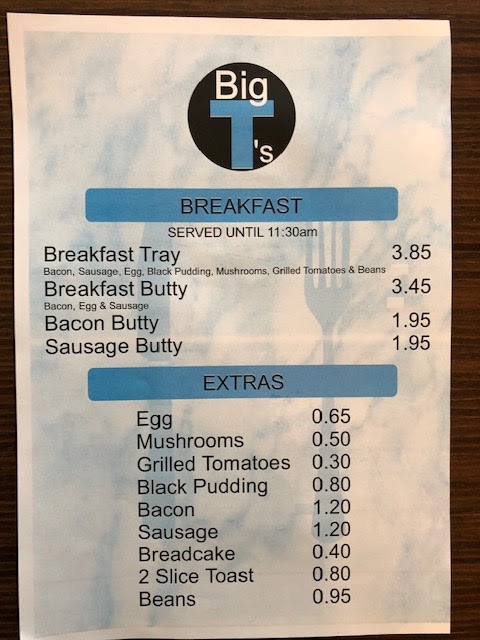 Big
T
's
BREAKFAST
SERVED UNTIL 11:30am
Breakfast Tray 3.85
Bacon, Sausage, Egg, Black Pudding, Mushrooms, Grilled Tomatoes & Beans
Breakfast Butty 3.45
Bacon, Egg & Sausage
Bacon Butty 1.95
Sausage Butty 1.95
EXTRAS
Egg 0.65
Mushrooms 0.50
Grilled Tomatoes 0.30
Black Pudding 0.80
Bacon 1.20
Sausage 1.20
Breadcake 0.40
2 Slice Toast 0.80
Beans 0.95